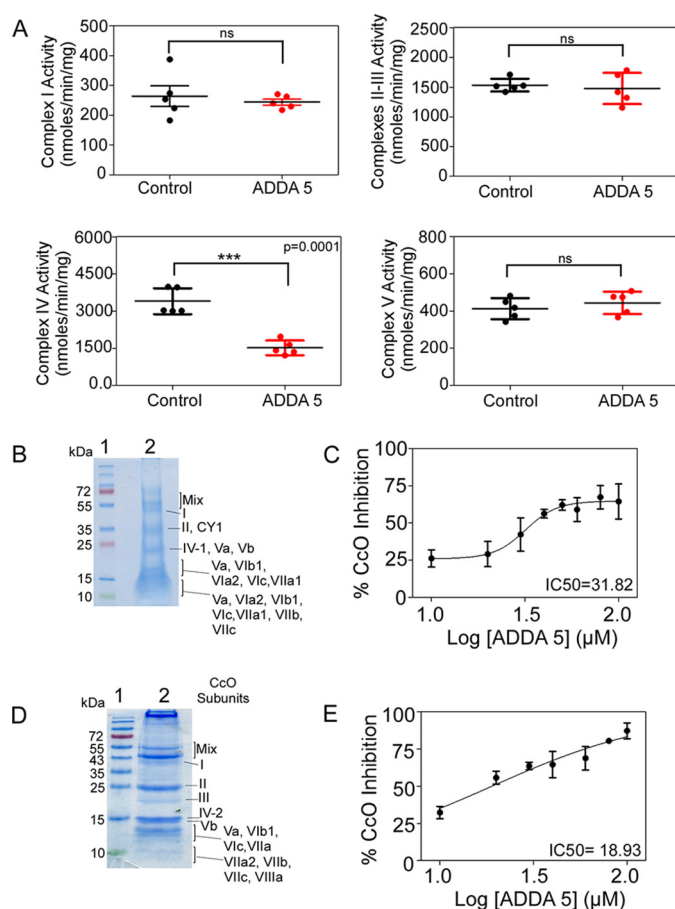 A
Complex I Activity
(nmoles/min/mg)
400
300
200
100
0
ns
Control
ADDA 5
Complexes II-III Activity
(nmoles/min/mg)
2500
2000
1500
1000
500
0
ns
Control
ADDA 5
Complex IV Activity
(nmoles/min/mg)
6000
4500
3000
1500
0.0
p=0.0001
***
Control
ADDA 5
Complex V Activity
(nmoles/min/mg)
800
600
400
200
0
ns
Control
ADDA 5
B
kDa
1
2
72
55
35
25
15
10
Mix
I
II, CY1
IV-1, Va, Vb
Va, VIb1,
VIa2, VIc,VIIa1
Va, VIa2, VIb1,
VIc,VIIa1, VIIb,
VIIc
C
% CcO Inhibition
100
75
50
25
0
IC50=31.82
1.0
1.5
2.0
Log [ADDA 5] (µM)
D
CcO
Subunits
kDa
1
2
72
55
43
35
25
15
10
Mix
I
II
III
IV-2
Vb
Va, VIb1,
VIc,VIIa
VIIa2, VIIb,
VIIc, VIIIa
E
% CcO Inhibition
100
75
50
25
0
IC50= 18.93
1.0
1.5
2.0
Log [ADDA 5] (µM)